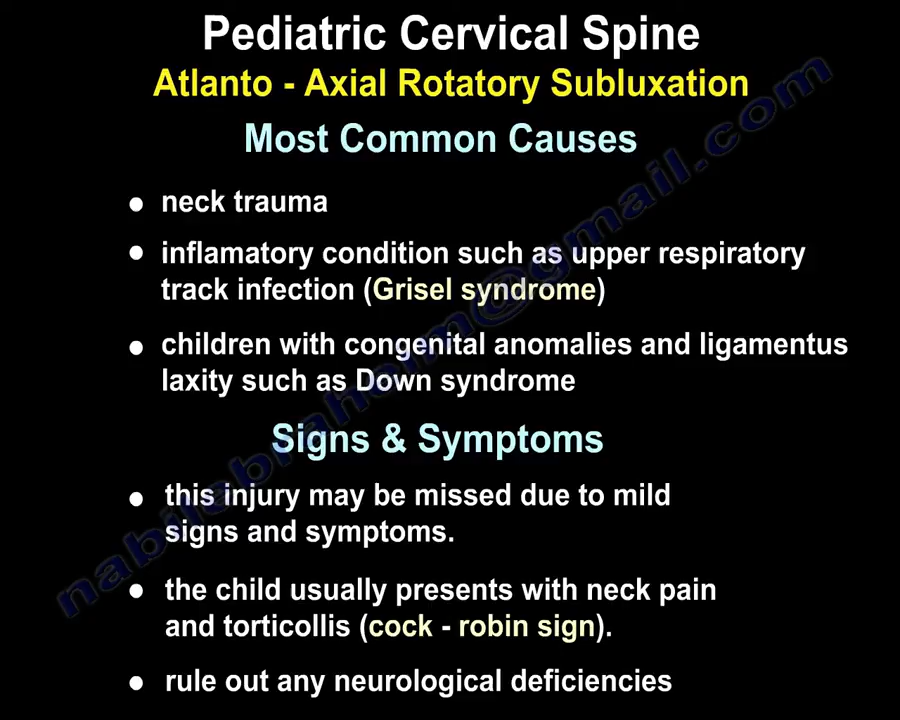 Pediatric Cervical Spine
Atlanto - Axial Rotatory Subluxation
Most Common Causes
• neck trauma
• inflamatory condition such as upper respiratory
track infection (Grisel syndrome)
• children with congenital anomalies and ligamentus
laxity such as Down syndrome
Signs & Symptoms
• this injury may be missed due to mild
signs and symptoms.
• the child usually presents with neck pain
and torticollis (cock - robin sign).
• rule out any neurological deficiencies
nabilebraheim@gmail.com